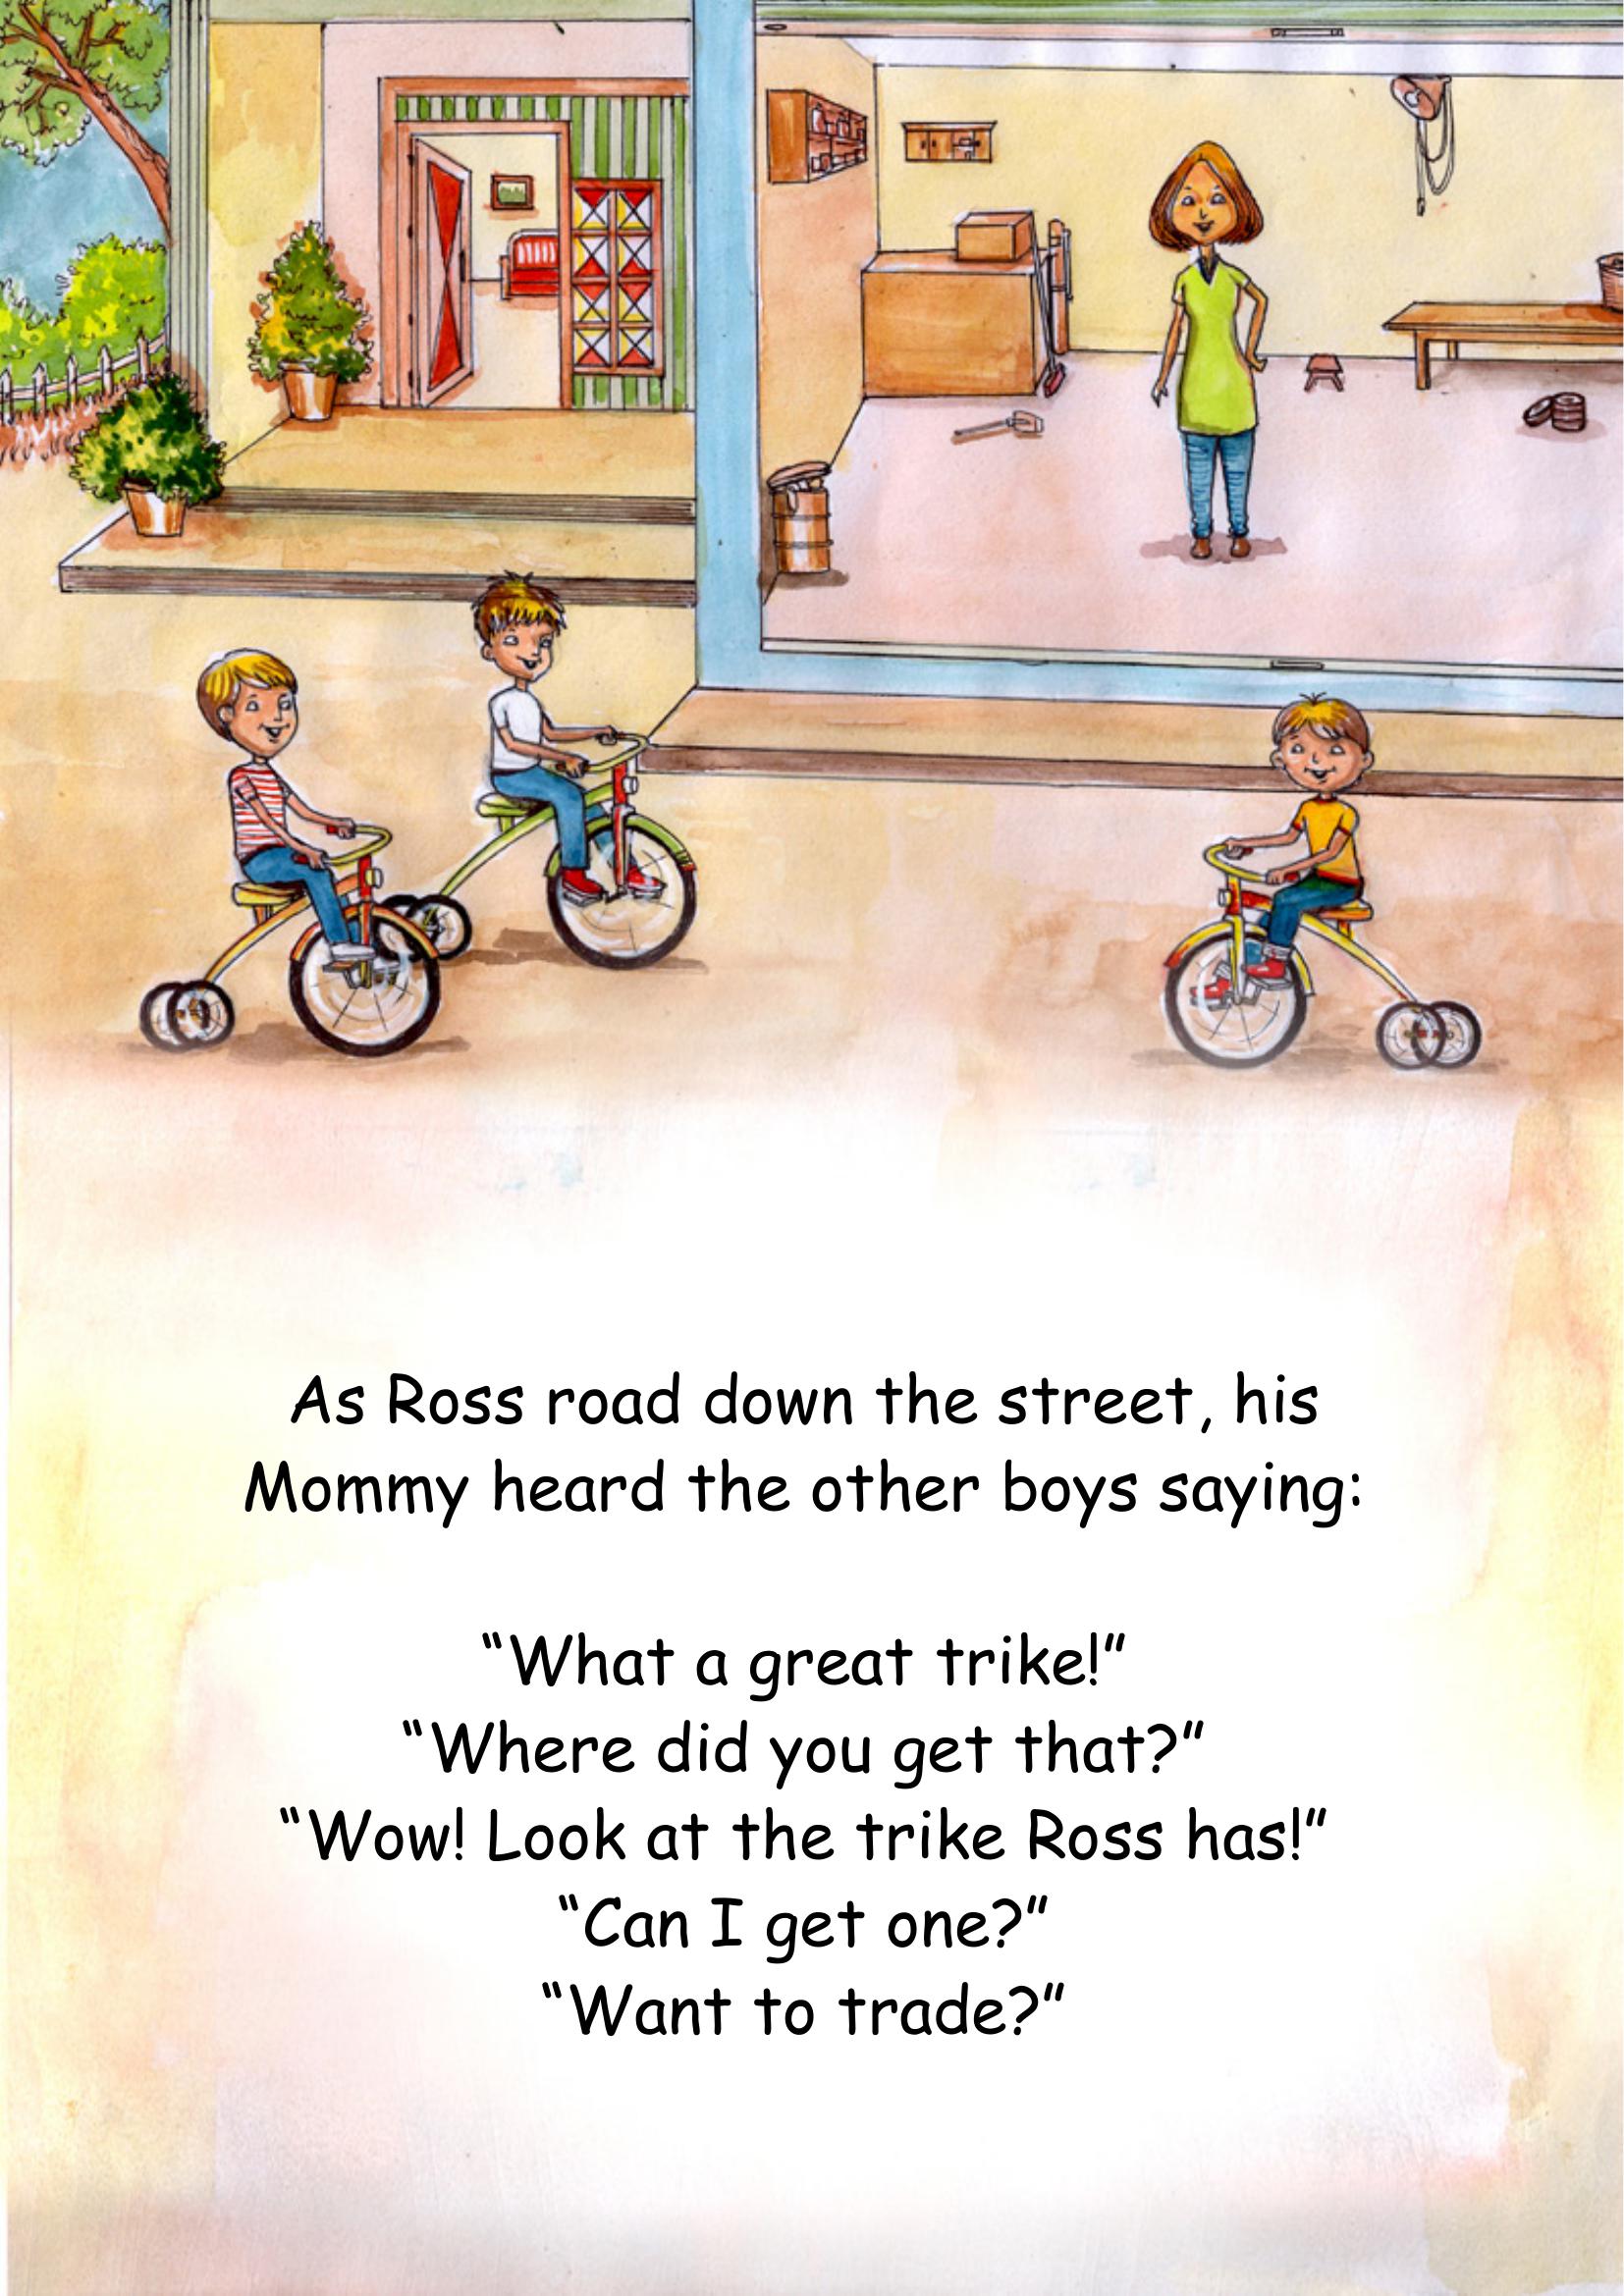 As Ross road down the street, his
Mommy heard the other boys saying:
“What a great trike!”
“Where did you get that?”
“Wow! Look at the trike Ross has!”
“Can I get one?”
“Want to trade?”